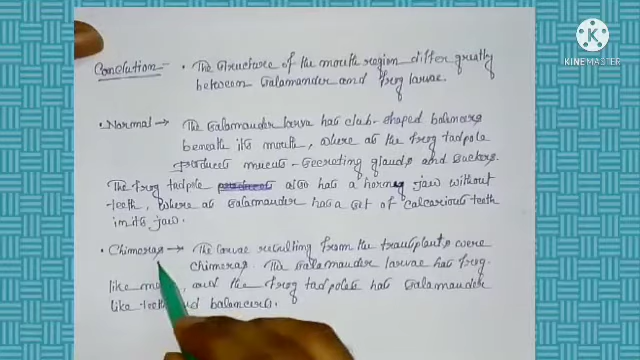 Conclution:- • The structure of the mouth region differ greatly
between salamander and frog larvae.
• Normal → The salamander larva has club-shaped balancers
beneath its mouth, where as the frog tadpole
produces mucus-secreting glands and suckers.
The frog tadpole also has a horny jaw without
teeth, where as salamander has a set of calcarious teeth
in its jaw.
• Chimeras → The larvae resulting from the transplants were
chimeras. The salamander larvae has frog
like, and the frog tadpoles has salamander
like teeth and balancers.
K
KINEMASTER